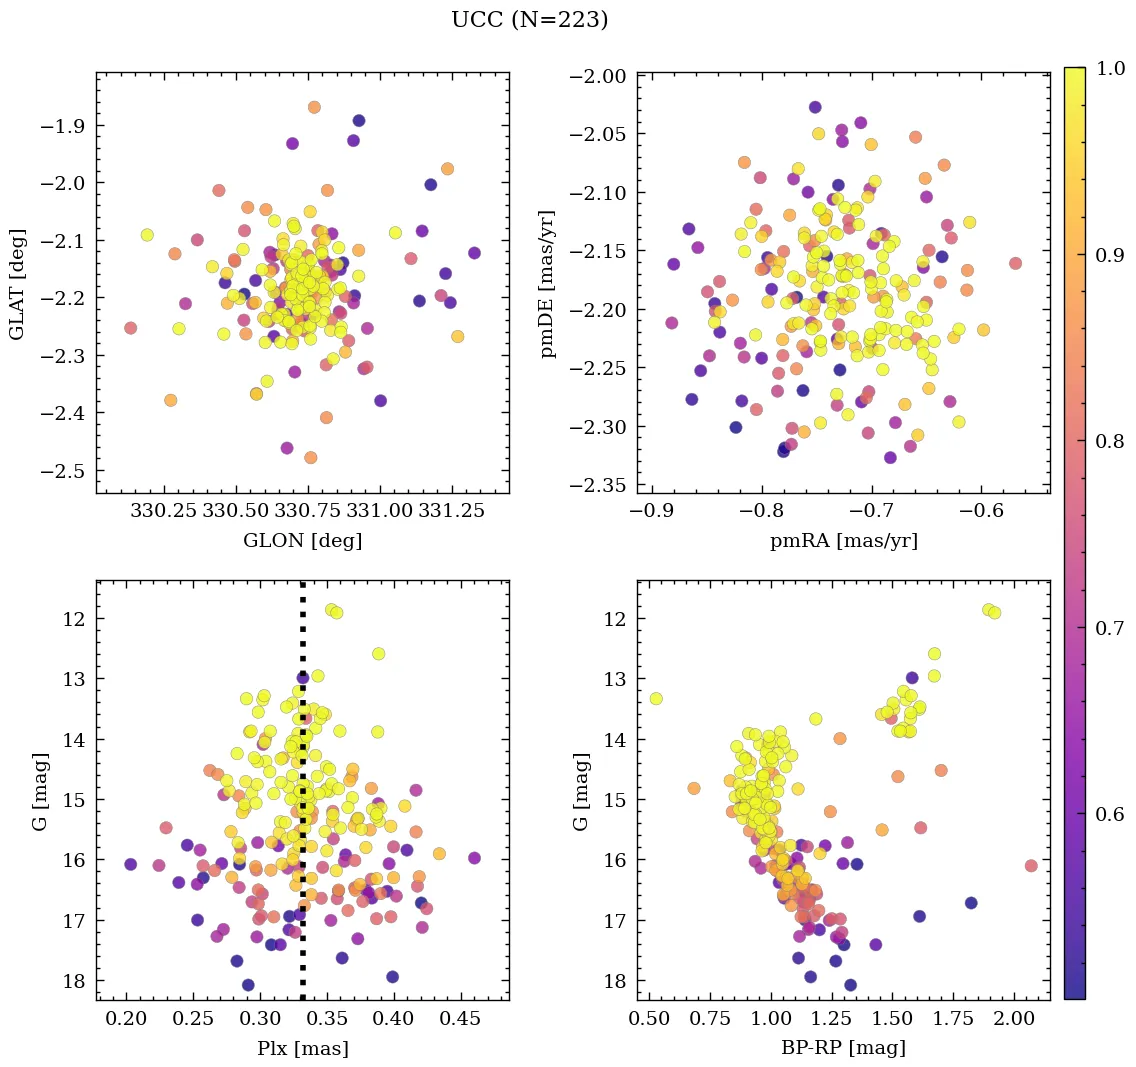 UCC (N=223)
−1.9
−2.0
−2.1
−2.2
−2.3
−2.4
−2.5
GLAT [deg]
330.25 330.50 330.75 331.00 331.25
GLON [deg]
−2.00
−2.05
−2.10
−2.15
−2.20
−2.25
−2.30
−2.35
pmDE [mas/yr]
−0.9 −0.8 −0.7 −0.6
pmRA [mas/yr]
1.0
0.9
0.8
0.7
0.6
12
13
14
15
16
17
18
G [mag]
0.20 0.25 0.30 0.35 0.40 0.45
Plx [mas]
12
13
14
15
16
17
18
G [mag]
0.50 0.75 1.00 1.25 1.50 1.75 2.00
BP-RP [mag]